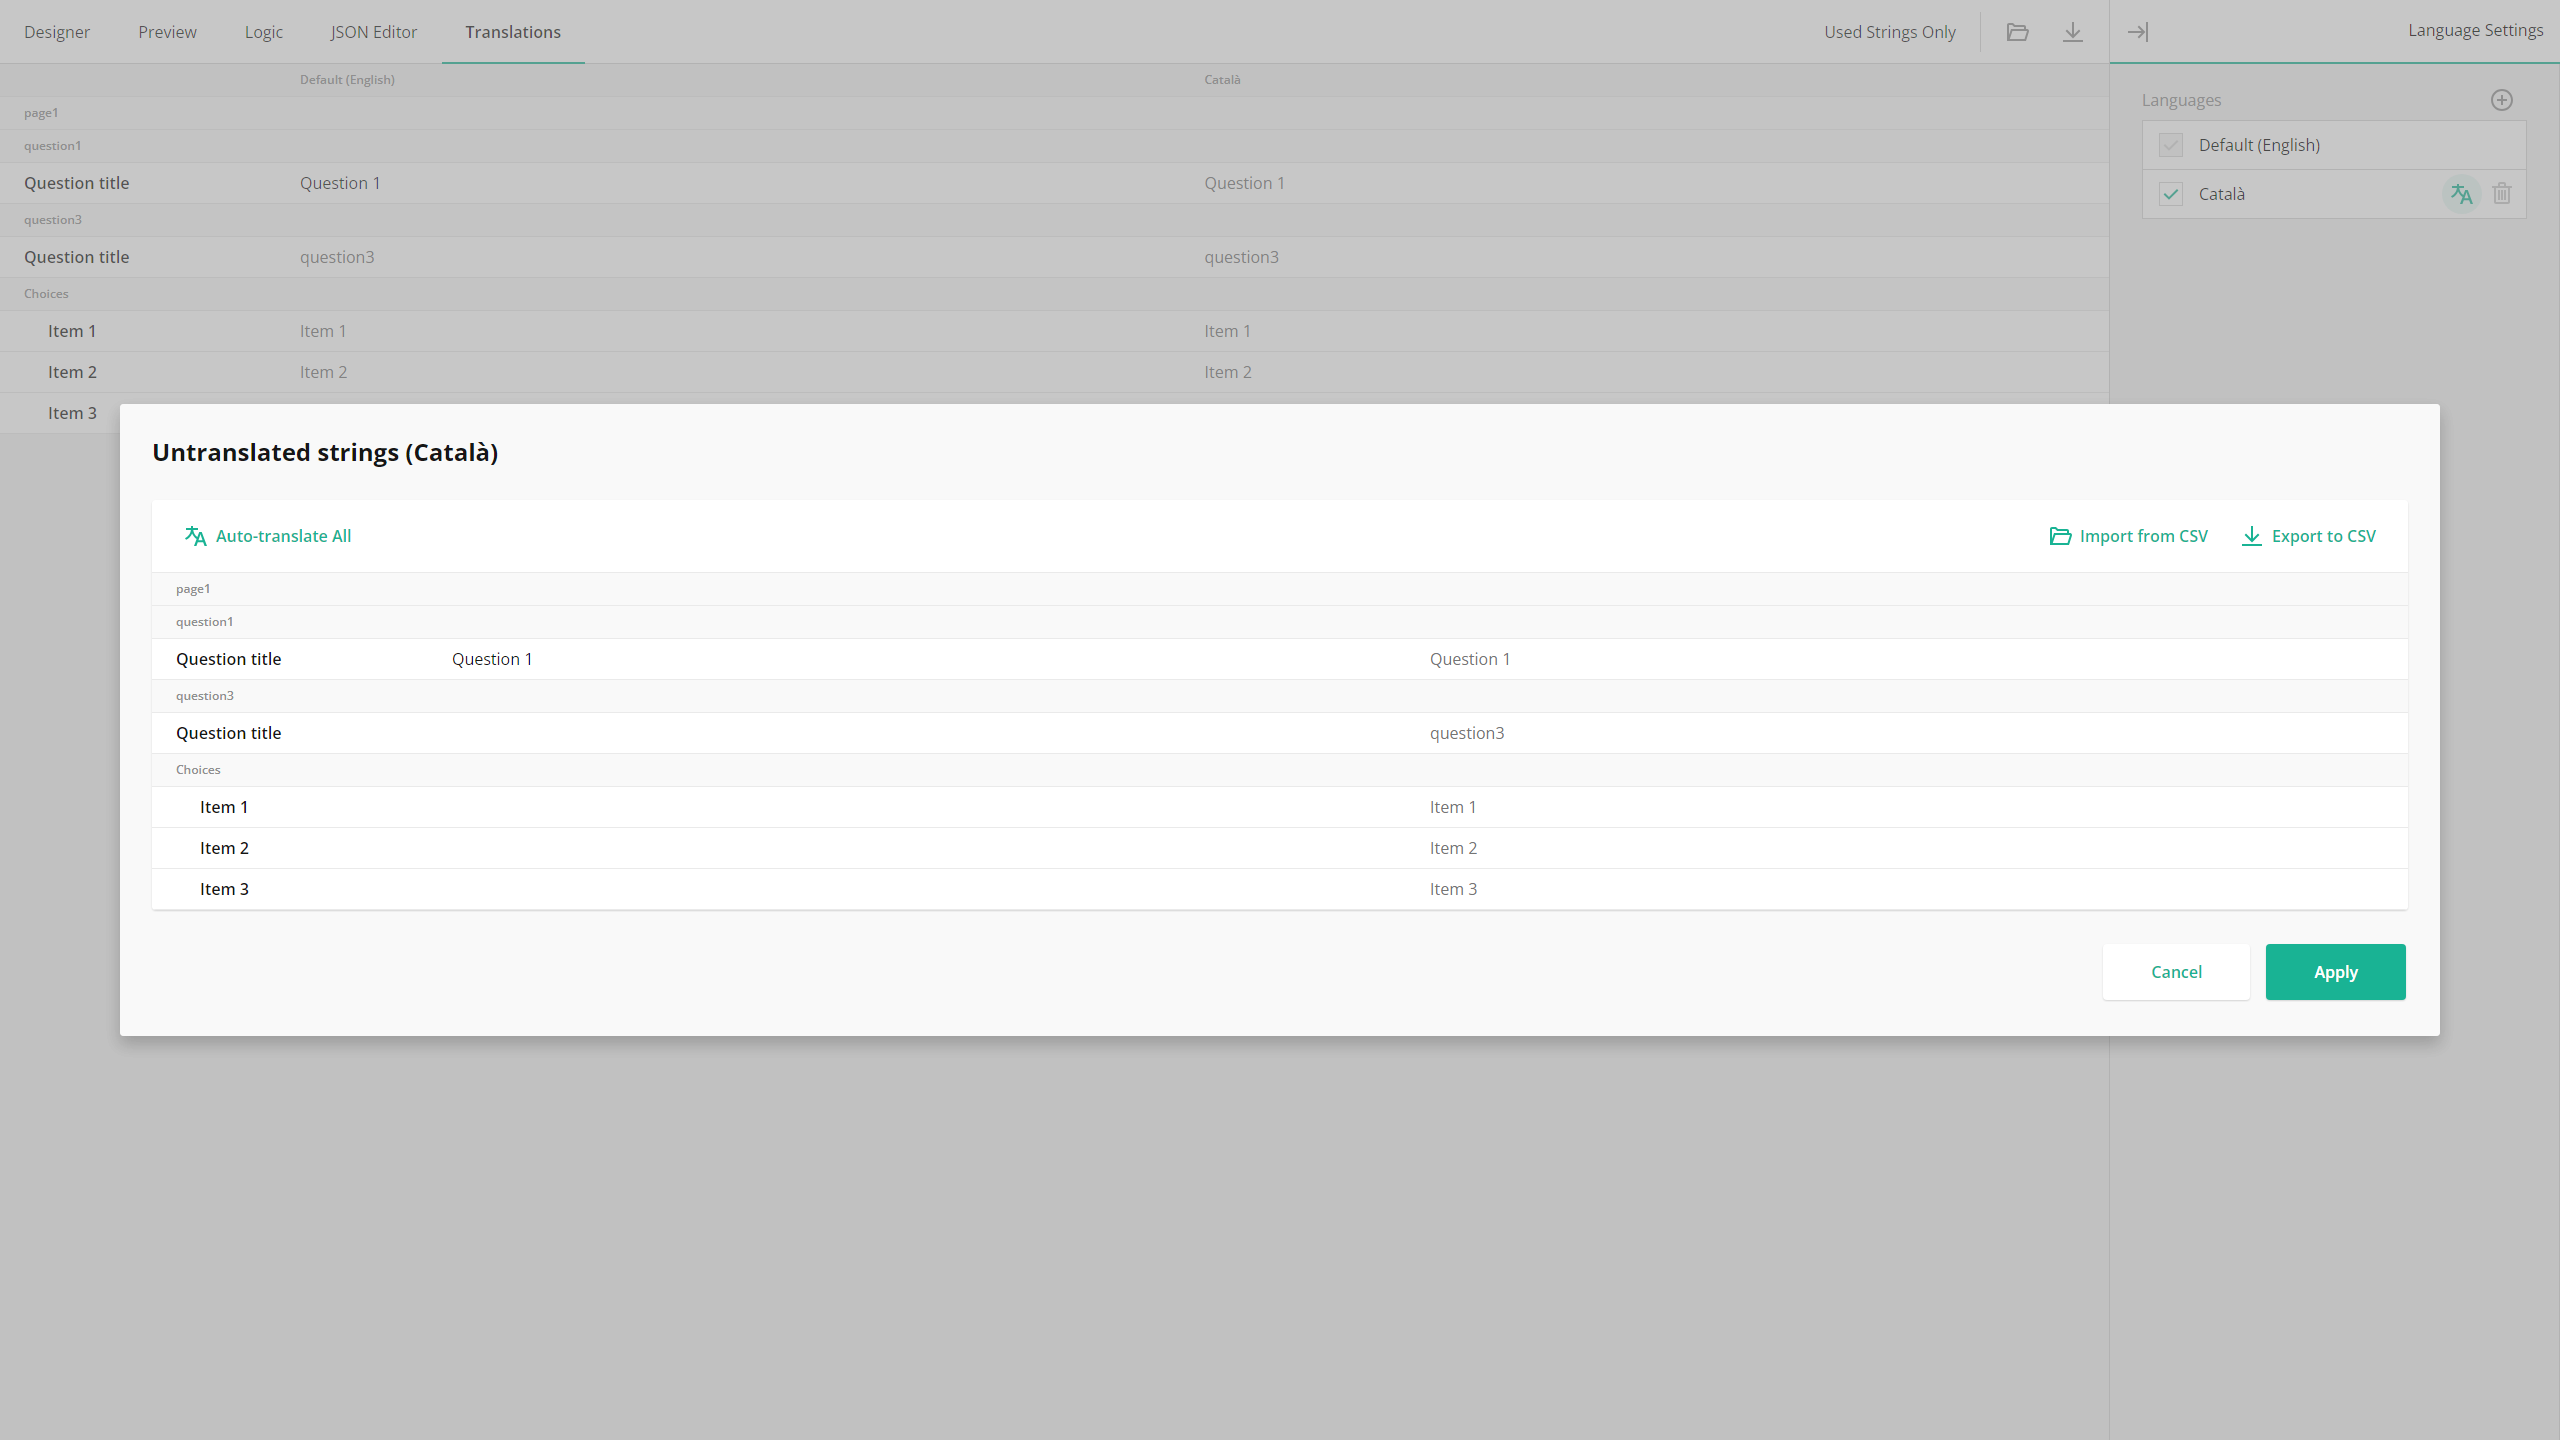 Designer Preview Logic JSON Editor Translations Used Strings Only Language Settings
Default (English) Català
page1
question1
Question title Question 1 Question 1
question3
Question title question3 question3
Choices
Item 1 Item 1 Item 1
Item 2 Item 2 Item 2
Item 3
Languages
Default (English)
Català
Untranslated strings (Català)
Auto-translate All Import from CSV Export to CSV
page1
question1
Question title Question 1 Question 1
question3
Question title question3
Choices
Item 1 Item 1
Item 2 Item 2
Item 3 Item 3
Cancel Apply